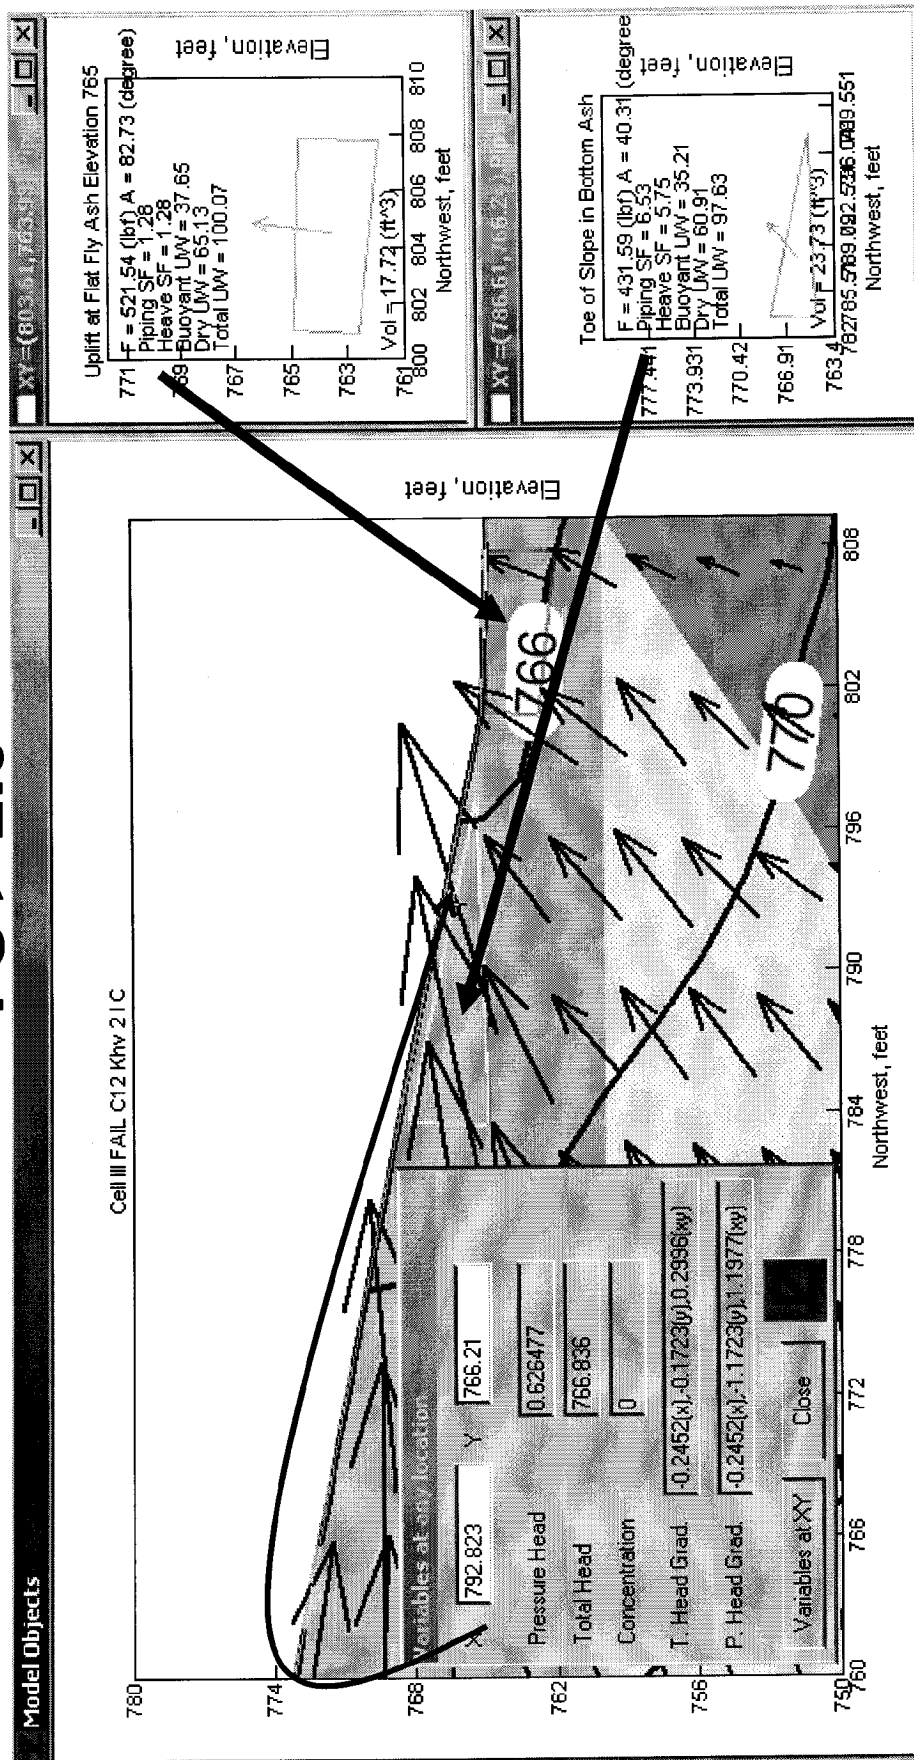 Model Objects
Cell III FAIL C12 Khv 2 I C
780
774
768
762
756
750
760
766
772
778
784
790
796
802
808
Northwest, feet
Elevation, feet
766
770
Variables at any location
X
792.823
Y
766.21
Pressure Head
0.626477
Total Head
766.836
Concentration
0
T. Head Grad.
-0.2452(x),-0.1723(y),0.2996(xy)
P. Head Grad.
-0.2452(x),-1.1723(y),1.1977(xy)
Variables at XY
Close
Uplift at Flat Fly Ash Elevation 765
F = 521.54 (lbf) A = 82.73 (degree)
Piping SF = 1.28
Heave SF = 1.28
Buoyant UW = 37.65
Dry UW = 65.13
Total UW = 100.07
Vol = 17.72 (ft^3)
771
769
767
765
763
761
800
802
804
806
808
810
Northwest, feet
Elevation, feet
Toe of Slope in Bottom Ash
F = 431.59 (lbf) A = 40.31 (degree
Piping SF = 6.53
Heave SF = 5.75
Buoyant UW = 35.21
Dry UW = 60.91
Total UW = 97.63
Vol = 23.73 (ft^3)
777.441
773.931
770.42
766.91
763.4
Northwest, feet
Elevation, feet